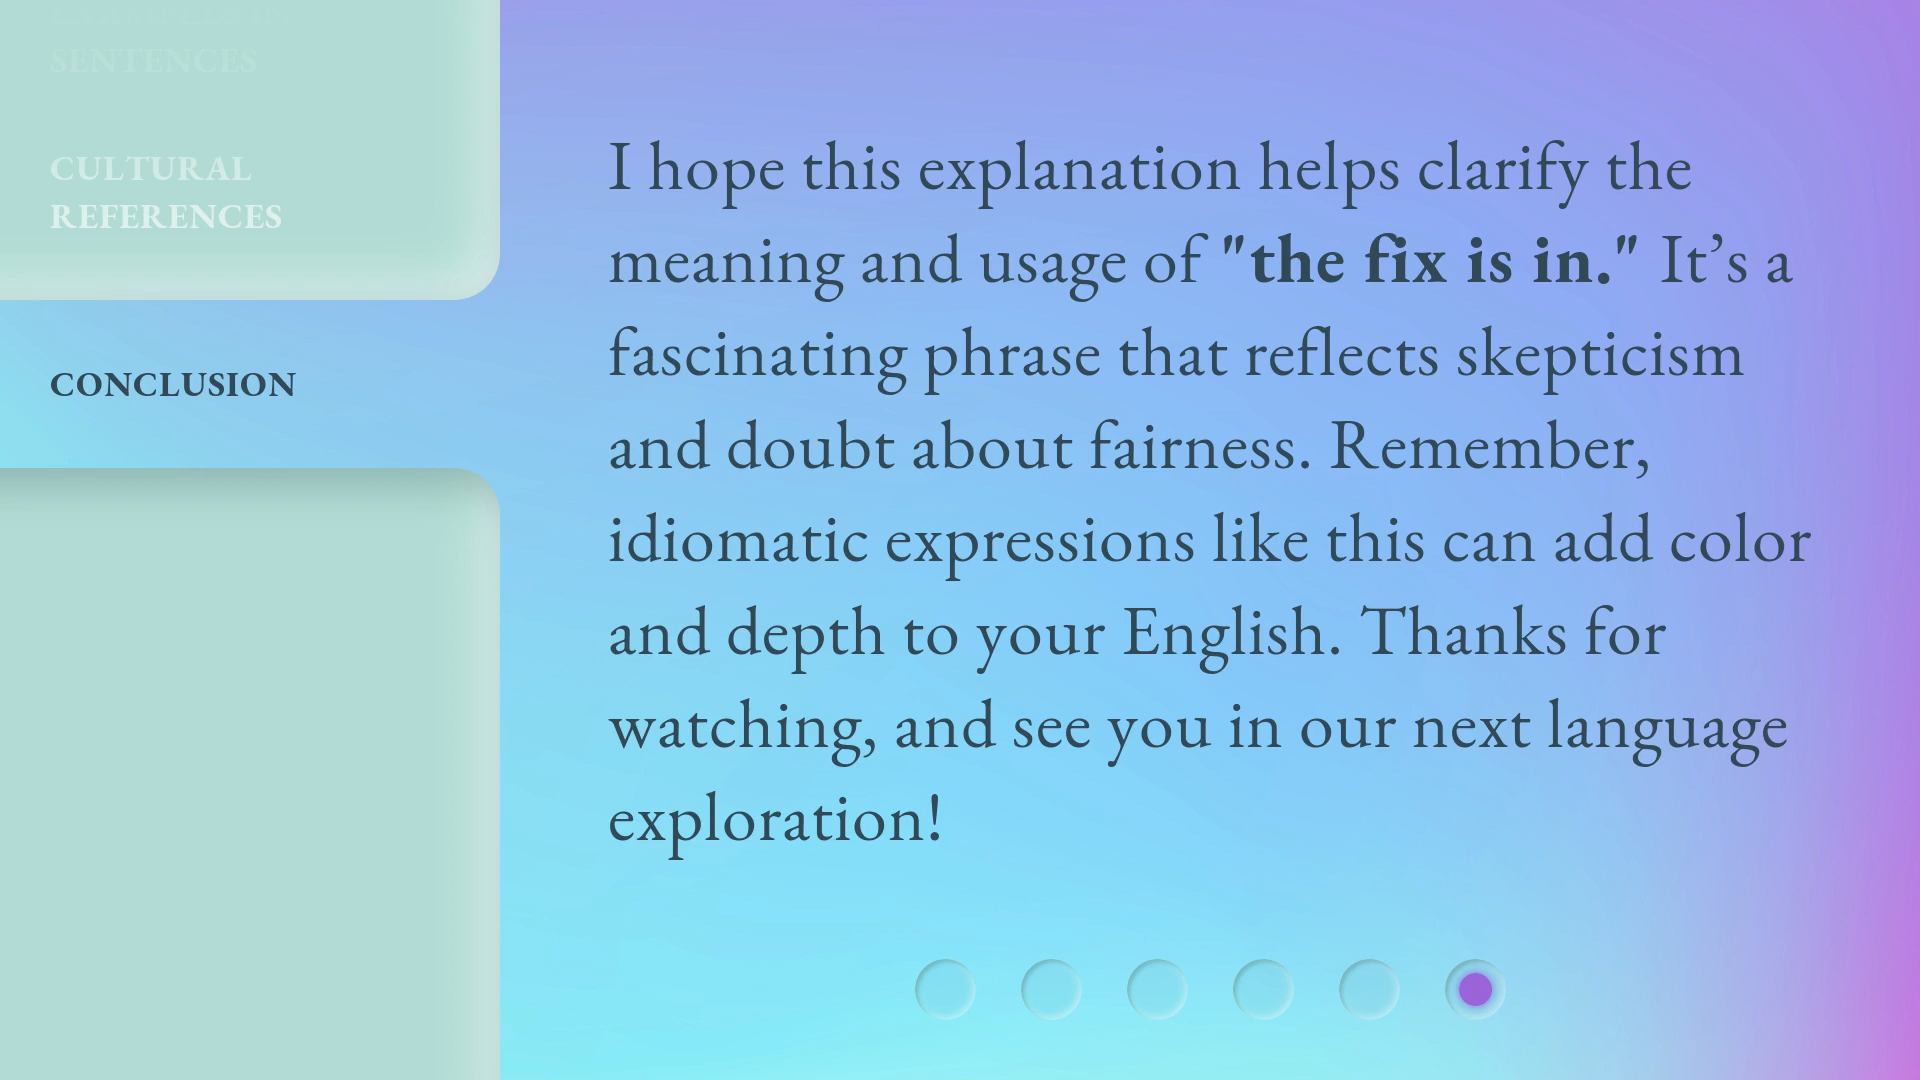 SENTENCES
CULTURAL
REFERENCES
CONCLUSION
I hope this explanation helps clarify the
meaning and usage of "the fix is in." It’s a
fascinating phrase that reflects skepticism
and doubt about fairness. Remember,
idiomatic expressions like this can add color
and depth to your English. Thanks for
watching, and see you in our next language
exploration!